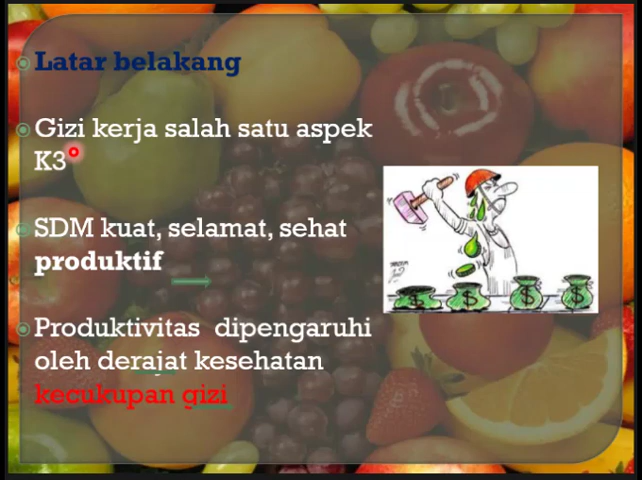 Latar belakang
Gizi kerja salah satu aspek
K3
SDM kuat, selamat, sehat
produktif
Produktivitas dipengaruhi
oleh derajat kesehatan
kecukupan gizi
$ $ $ $